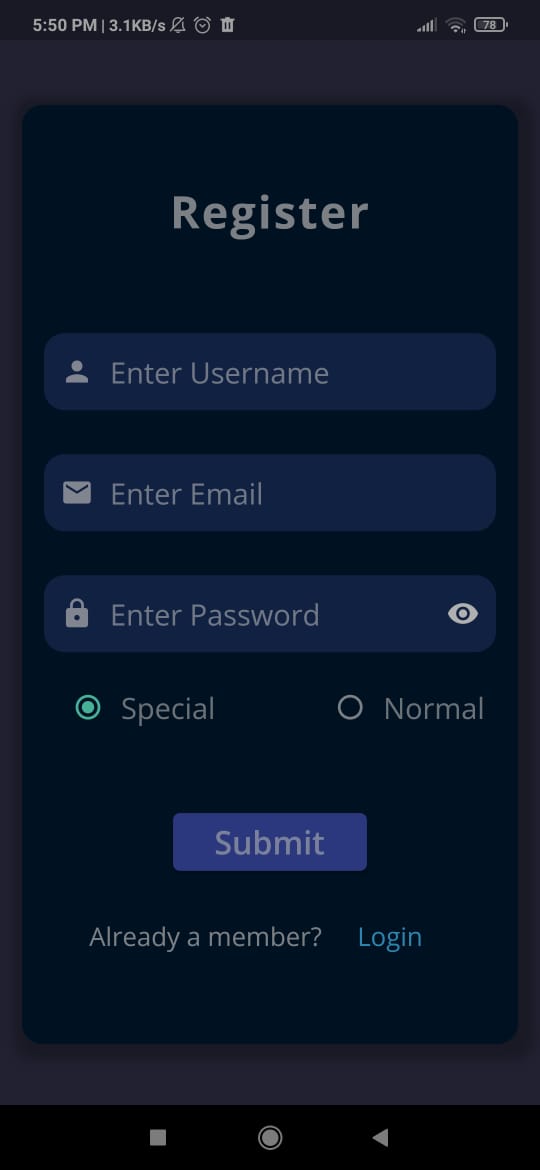 5:50 PM | 3.1KB/s 78
Register
Enter Username
Enter Email
Enter Password
Special Normal
Submit
Already a member? Login